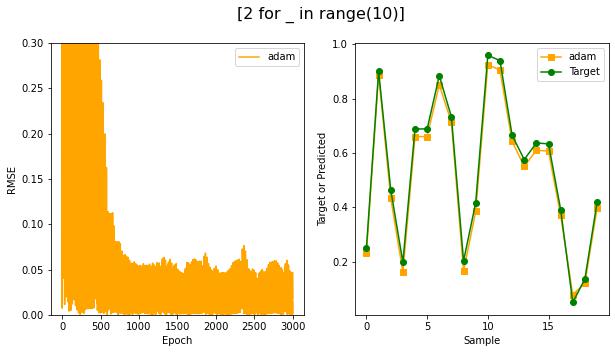 [2 for _ in range(10)]
0.30
0.25
0.20
0.15
0.10
0.05
0.00
RMSE
0 500 1000 1500 2000 2500 3000
Epoch
adam
1.0
0.8
0.6
0.4
0.2
Target or Predicted
0 5 10 15
Sample
adam
Target